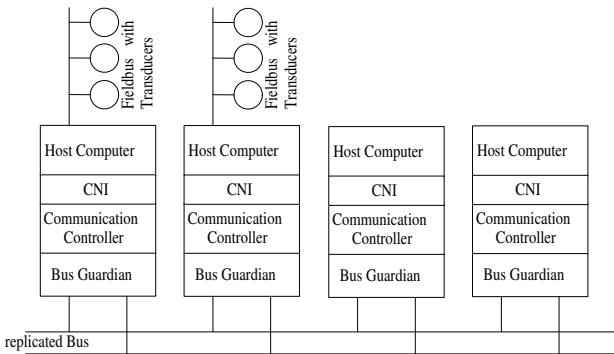 Fieldbus with
Transducers
Fieldbus with
Transducers
Host Computer
CNI
Communication
Controller
Bus Guardian
Host Computer
CNI
Communication
Controller
Bus Guardian
Host Computer
CNI
Communication
Controller
Bus Guardian
Host Computer
CNI
Communication
Controller
Bus Guardian
replicated Bus